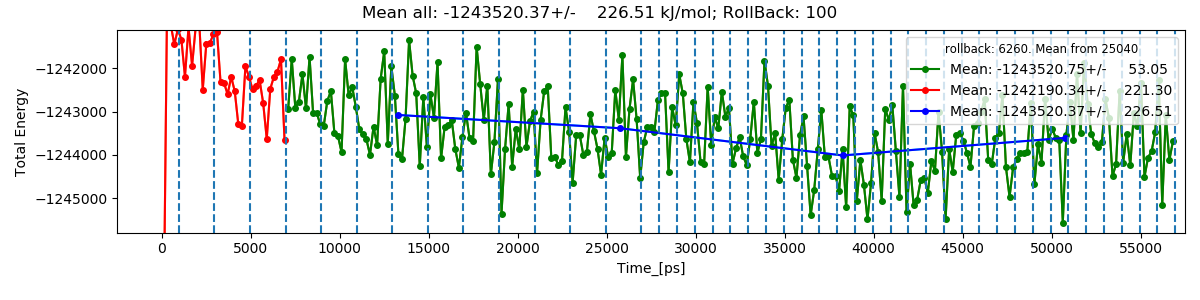 Mean all: -1243520.37+/-    226.51 kJ/mol; RollBack: 100
rollback: 6260. Mean from 25040
Mean: -1243520.75+/-     53.05
Mean: -1242190.34+/-    221.30
Mean: -1243520.37+/-    226.51
Total Energy
−1242000
−1243000
−1244000
−1245000
0 5000 10000 15000 20000 25000 30000 35000 40000 45000 50000 55000
Time_[ps]